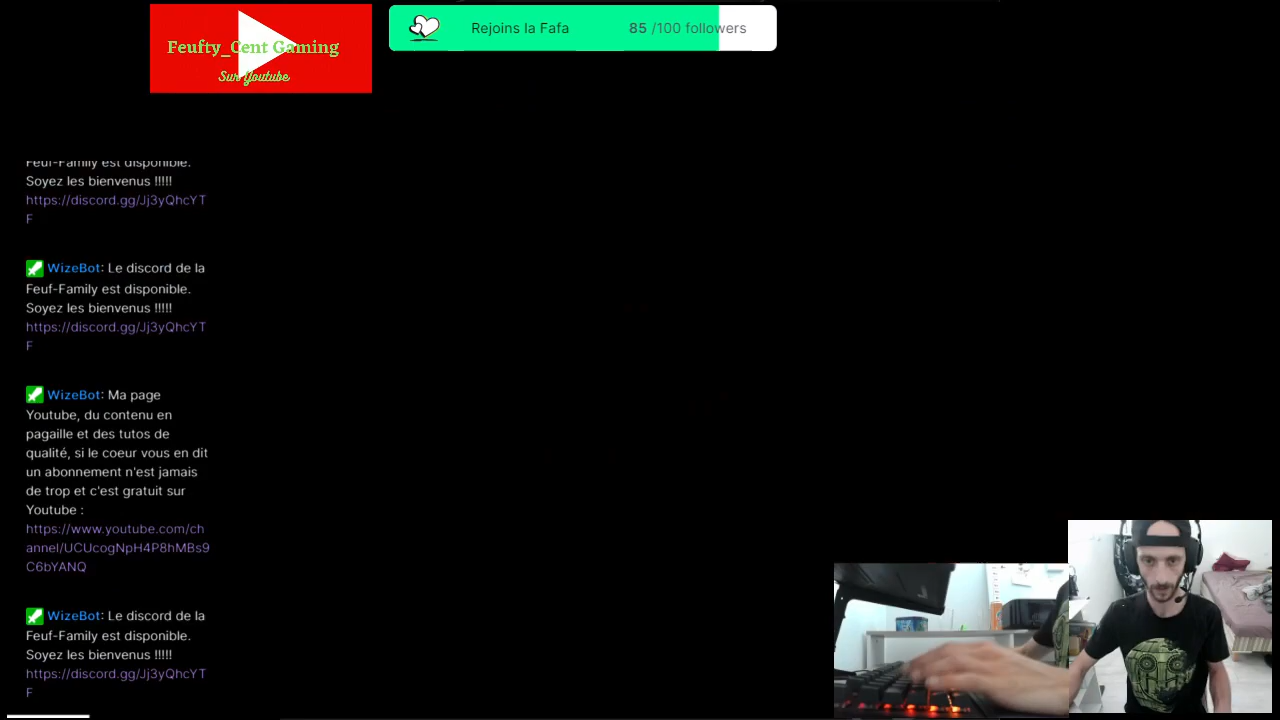 Feufty_Cent Gaming
Sur Youtube
Rejoins la Fafa 85 /100 followers
Feuf-Family est disponible.
Soyez les bienvenus !!!!!
https://discord.gg/Jj3yQhcYT
F
WizeBot: Le discord de la
Feuf-Family est disponible.
Soyez les bienvenus !!!!!
https://discord.gg/Jj3yQhcYT
F
WizeBot: Ma page
Youtube, du contenu en
pagaille et des tutos de
qualité, si le coeur vous en dit
un abonnement n'est jamais
de trop et c'est gratuit sur
Youtube :
https://www.youtube.com/ch
annel/UCUcogNpH4P8hMBs9
C6bYANQ
WizeBot: Le discord de la
Feuf-Family est disponible.
Soyez les bienvenus !!!!!
https://discord.gg/Jj3yQhcYT
F